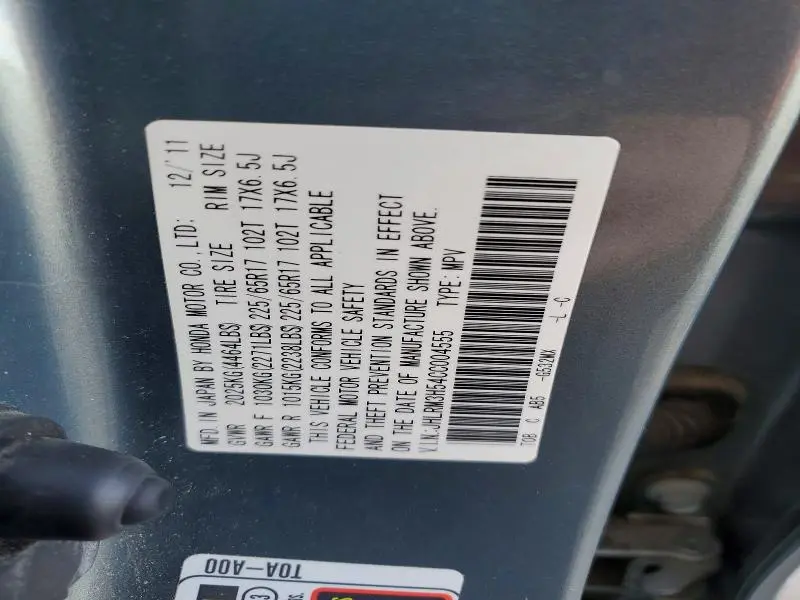 MFD. IN JAPAN BY HONDA MOTOR CO., LTD: 12/'11
GVWR 2025KG(4464LBS) TIRE SIZE RIM SIZE
GAWR F 1030KG(2271LBS)225/65R17 102T 17X6.5J
GAWR R 1015KG(2238LBS)225/65R17 102T 17X6.5J
THIS VEHICLE CONFORMS TO ALL APPLICABLE
FEDERAL MOTOR VEHICLE SAFETY
AND THEFT PREVENTION STANDARDS IN EFFECT
ON THE DATE OF MANUFACTURE SHOWN ABOVE.
V.I.N:JHLRM3H54CC004555 TYPE: MPV
T0B C AB5 -G532MX -L -C
T0A-A00